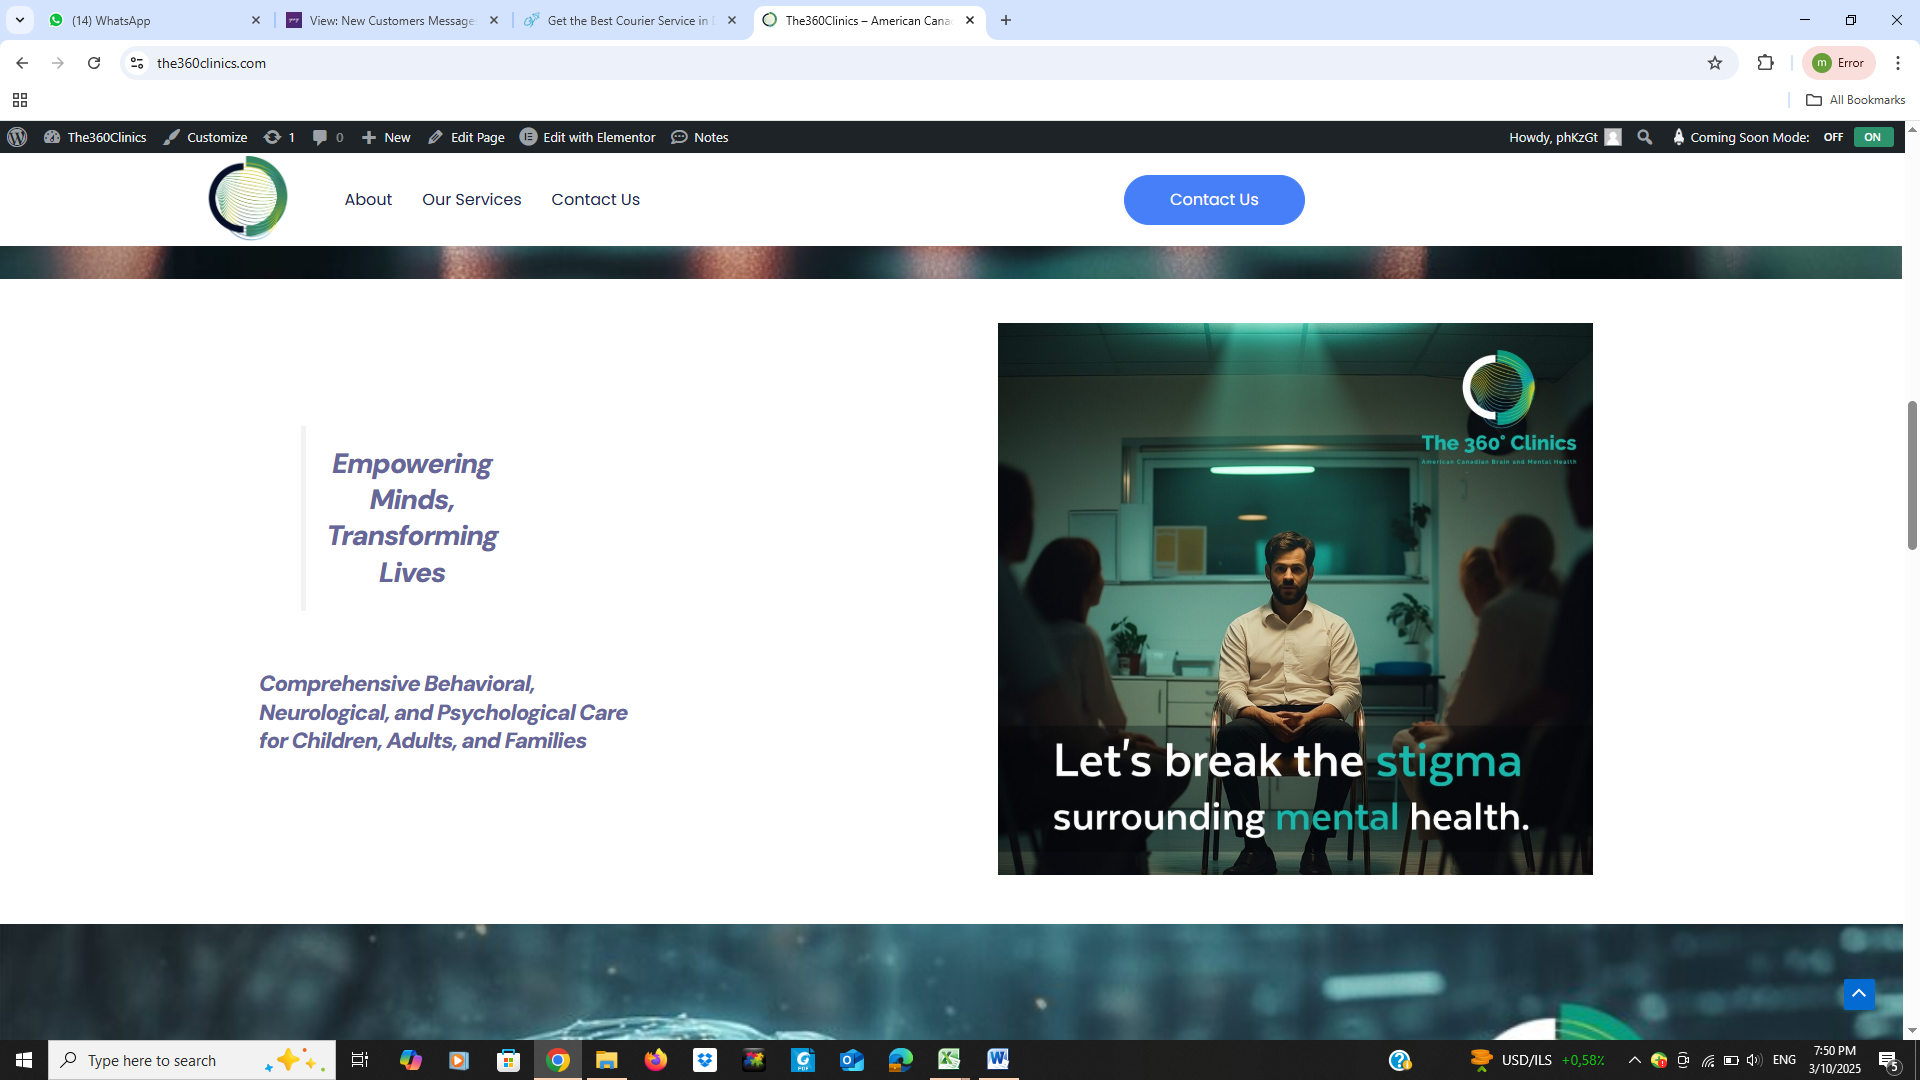 (14) WhatsApp
View: New Customers Message
Get the Best Courier Service in
The360Clinics – American Cana
the360clinics.com
m Error
All Bookmarks
The360Clinics Customize 1 0 New Edit Page Edit with Elementor Notes
Howdy, phKzGt Coming Soon Mode: OFF ON
About Our Services Contact Us
Contact Us
Empowering
Minds,
Transforming
Lives
Comprehensive Behavioral,
Neurological, and Psychological Care
for Children, Adults, and Families
The 360° Clinics
American Canadian Brain and Mental Health
Let's break the stigma
surrounding mental health.
Type here to search
USD/ILS +0,58%
ENG
7:50 PM
3/10/2025
5